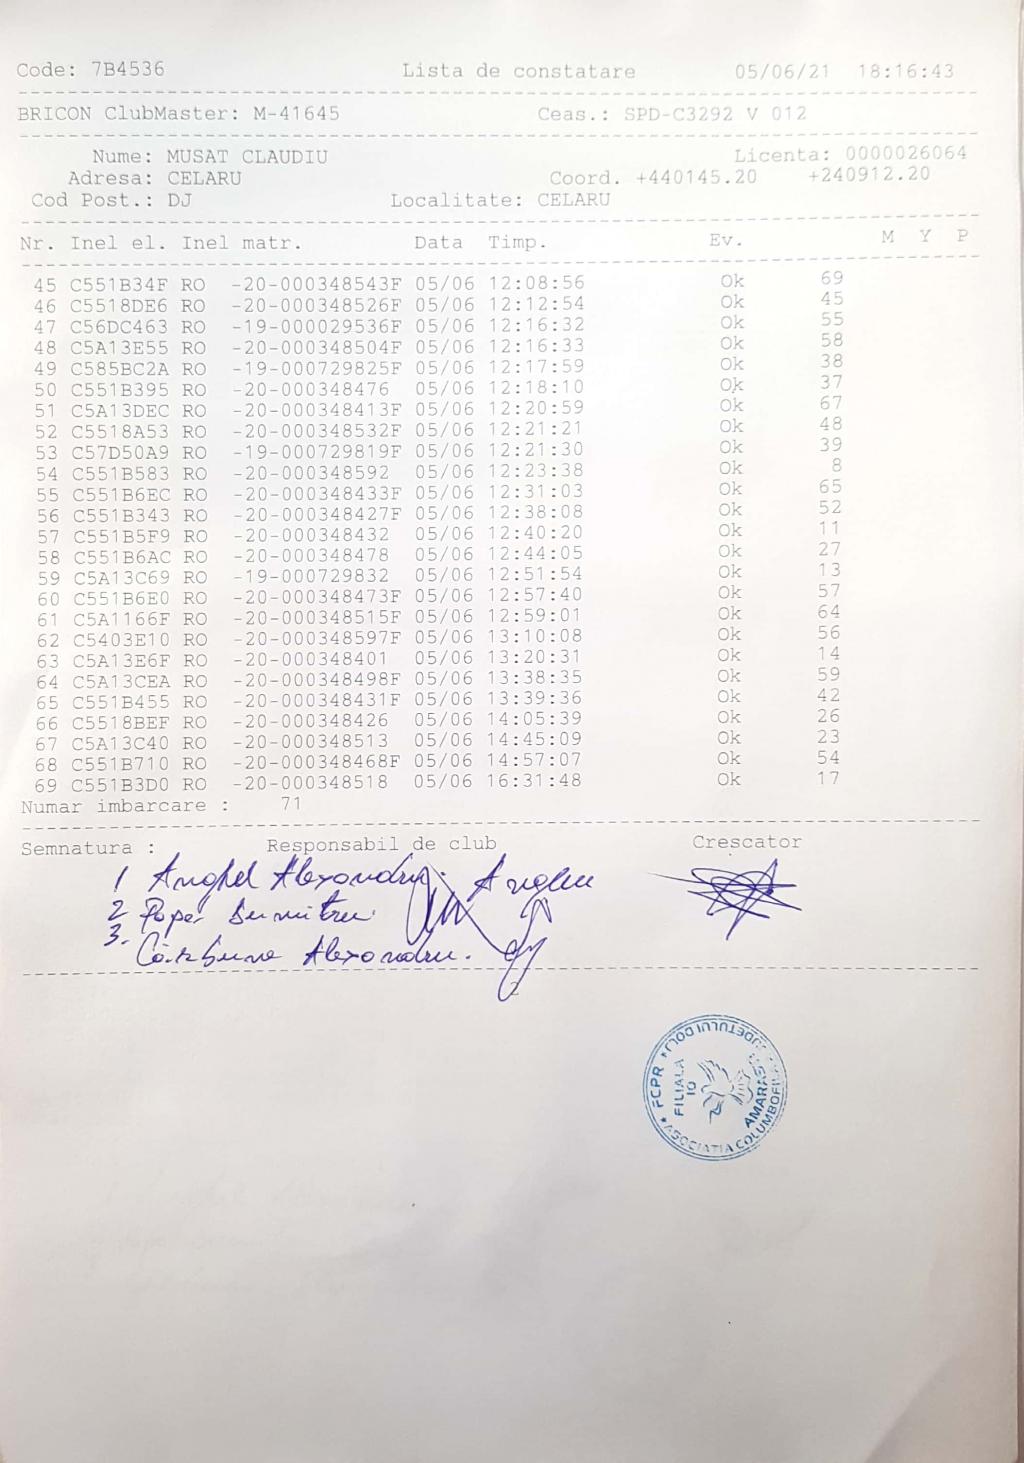 Code: 7B4536 Lista de constatare 05/06/21 18:16:43
BRICON ClubMaster: M-41645 Ceas.: SPD-C3292 V 012
Nume: MUSAT CLAUDIU Licenta: 0000026064
Adresa: CELARU Coord. +440145.20 +240912.20
Cod Post.: DJ Localitate: CELARU
Nr. Inel el. Inel matr. Data Timp. Ev. M Y P
45 C551B34F RO -20-000348543F 05/06 12:08:56 Ok 69
46 C5518DE6 RO -20-000348526F 05/06 12:12:54 Ok 45
47 C56DC463 RO -19-000029536F 05/06 12:16:32 Ok 55
48 C5A13E55 RO -20-000348504F 05/06 12:16:33 Ok 58
49 C585BC2A RO -19-000729825F 05/06 12:17:59 Ok 38
50 C551B395 RO -20-000348476 05/06 12:18:10 Ok 37
51 C5A13DEC RO -20-000348413F 05/06 12:20:59 Ok 67
52 C5518A53 RO -20-000348532F 05/06 12:21:21 Ok 48
53 C57D50A9 RO -19-000729819F 05/06 12:21:30 Ok 39
54 C551B583 RO -20-000348592 05/06 12:23:38 Ok 8
55 C551B6EC RO -20-000348433F 05/06 12:31:03 Ok 65
56 C551B343 RO -20-000348427F 05/06 12:38:08 Ok 52
57 C551B5F9 RO -20-000348432 05/06 12:40:20 Ok 11
58 C551B6AC RO -20-000348478 05/06 12:44:05 Ok 27
59 C5A13C69 RO -19-000729832 05/06 12:51:54 Ok 13
60 C551B6E0 RO -20-000348473F 05/06 12:57:40 Ok 57
61 C5A1166F RO -20-000348515F 05/06 12:59:01 Ok 64
62 C5403E10 RO -20-000348597F 05/06 13:10:08 Ok 56
63 C5A13E6F RO -20-000348401 05/06 13:20:31 Ok 14
64 C5A13CEA RO -20-000348498F 05/06 13:38:35 Ok 59
65 C551B455 RO -20-000348431F 05/06 13:39:36 Ok 42
66 C5518BEF RO -20-000348426 05/06 14:05:39 Ok 26
67 C5A13C40 RO -20-000348513 05/06 14:45:09 Ok 23
68 C551B710 RO -20-000348468F 05/06 14:57:07 Ok 54
69 C551B3D0 RO -20-000348518 05/06 16:31:48 Ok 17
Numar imbarcare : 71
Semnatura : Responsabil de club Crescator
1 Anghel Alexandru.
2 Popa Dumitru
3. Cărbune Alexandru.
FCPR * ASOCIATIA COLUMBOFILA
JUDETULUI DOLJ
FILIALA
10
AMARASTI